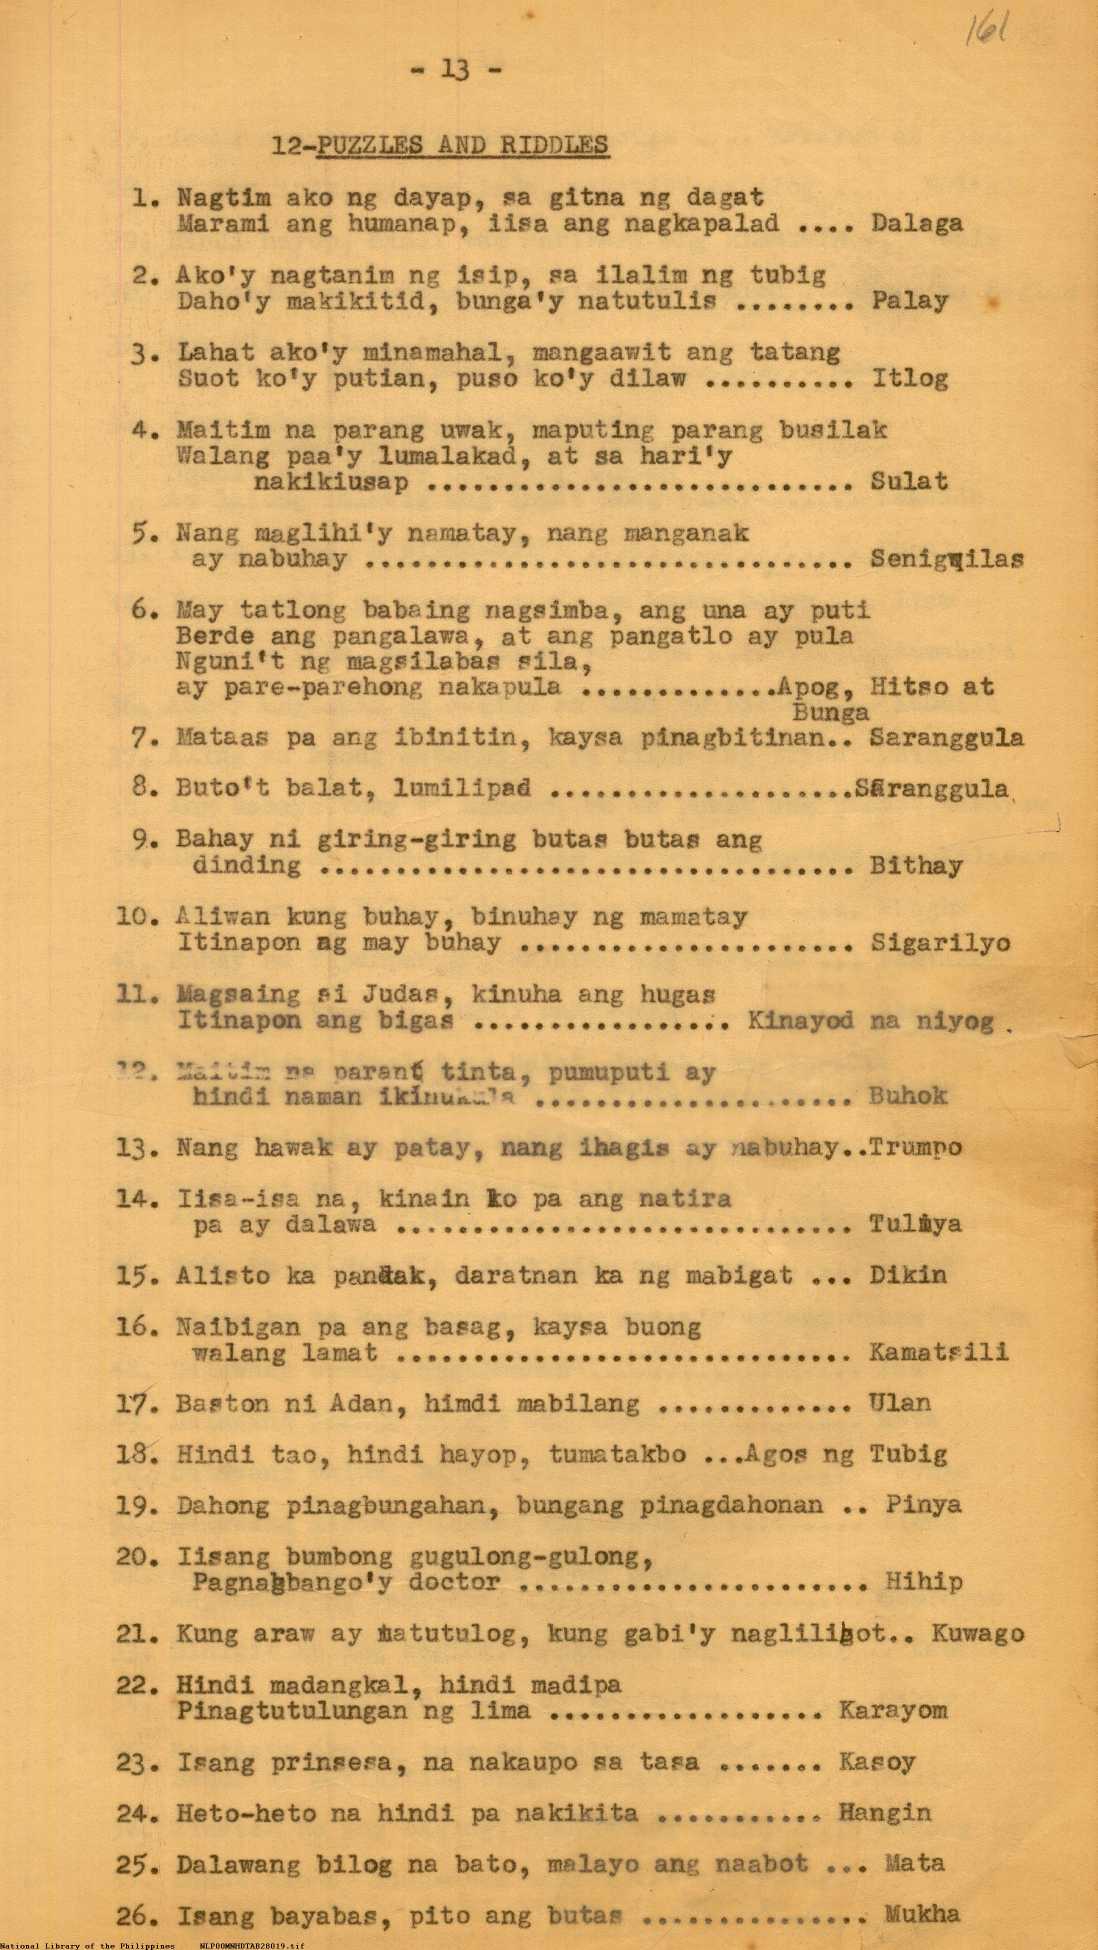 161
- 13 -
12-PUZZLES AND RIDDLES
1. Nagtim ako ng dayap, sa gitna ng dagat
Marami ang humanap, iisa ang nagkapalad .... Dalaga
2. Ako'y nagtanim ng isip, sa ilalim ng tubig
Daho'y makikitid, bunga'y natutulis ........ Palay
3. Lahat ako'y minamahal, mangaawit ang tatang
Suot ko'y putian, puso ko'y dilaw .......... Itlog
4. Maitim na parang uwak, maputing parang busilak
Walang paa'y lumalakad, at sa hari'y
nakikiusap ............................ Sulat
5. Nang maglihi'y namatay, nang manganak
ay nabuhay ................................ Senigwilas
6. May tatlong babaing nagsimba, ang una ay puti
Berde ang pangalawa, at ang pangatlo ay pula
Nguni't ng magsilabas sila,
ay pare-parehong nakapula .............Apog, Hitso at
Bunga
7. Mataas pa ang ibinitin, kaysa pinagbitinan.. Saranggula
8. Buto't balat, lumilipad ....................Saranggula
9. Bahay ni giring-giring butas butas ang
dinding ................................... Bithay
10. Aliwan kung buhay, binuhay ng mamatay
Itinapon ng may buhay ...................... Sigarilyo
11. Magsaing si Judas, kinuha ang hugas
Itinapon ang bigas ................. Kinayod na niyog .
12. Maitim na parang tinta, pumuputi ay
hindi naman ikinukula ..................... Buhok
13. Nang hawak ay patay, nang ihagis ay nabuhay..Trumpo
14. Iisa-isa na, kinain ko pa ang natira
pa ay dalawa .............................. Tulya
15. Alisto ka pandak, daratnan ka ng mabigat ... Dikin
16. Naibigan pa ang basag, kaysa buong
walang lamat .............................. Kamatsili
17. Baston ni Adan, himdi mabilang ............. Ulan
18. Hindi tao, hindi hayop, tumatakbo ...Agos ng Tubig
19. Dahong pinagbungahan, bungang pinagdahonan .. Pinya
20. Iisang bumbong gugulong-gulong,
Pagnagbango'y doctor ....................... Hihip
21. Kung araw ay natutulog, kung gabi'y naglilibot.. Kuwago
22. Hindi madangkal, hindi madipa
Pinagtutulungan ng lima .................. Karayom
23. Isang prinsesa, na nakaupo sa tasa ....... Kasoy
24. Heto-heto na hindi pa nakikita ........... Hangin
25. Dalawang bilog na bato, malayo ang naabot ... Mata
26. Isang bayabas, pito ang butas ............... Mukha
National Library of the Philippines NLPOOMNHDTAB28019.tif